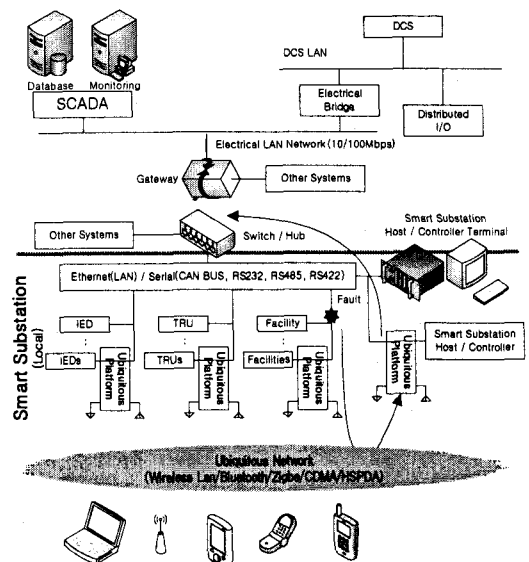 DCS
DCS LAN
Database
Monitoring
SCADA
Electrical
Bridge
Distributed
I/O
Electrical LAN Network (10/100Mbps)
Gateway
Other Systems
Other Systems
Switch / Hub
Smart Substation
Host / Controller Terminal
Ethernet(LAN) / Serial(CAN BUS, RS232, RS485, RS422)
Fault
Smart Substation
(Local)
IED
IEDs
Ubiquitous
Platform
TRU
TRUs
Ubiquitous
Platform
Facility
Facilities
Ubiquitous
Platform
Ubiquitous
Platform
Smart Substation
Host / Controller
Ubiquitous Network
(Wireless Lan/Bluetooth/Zigbe/CDMA/HSPDA)